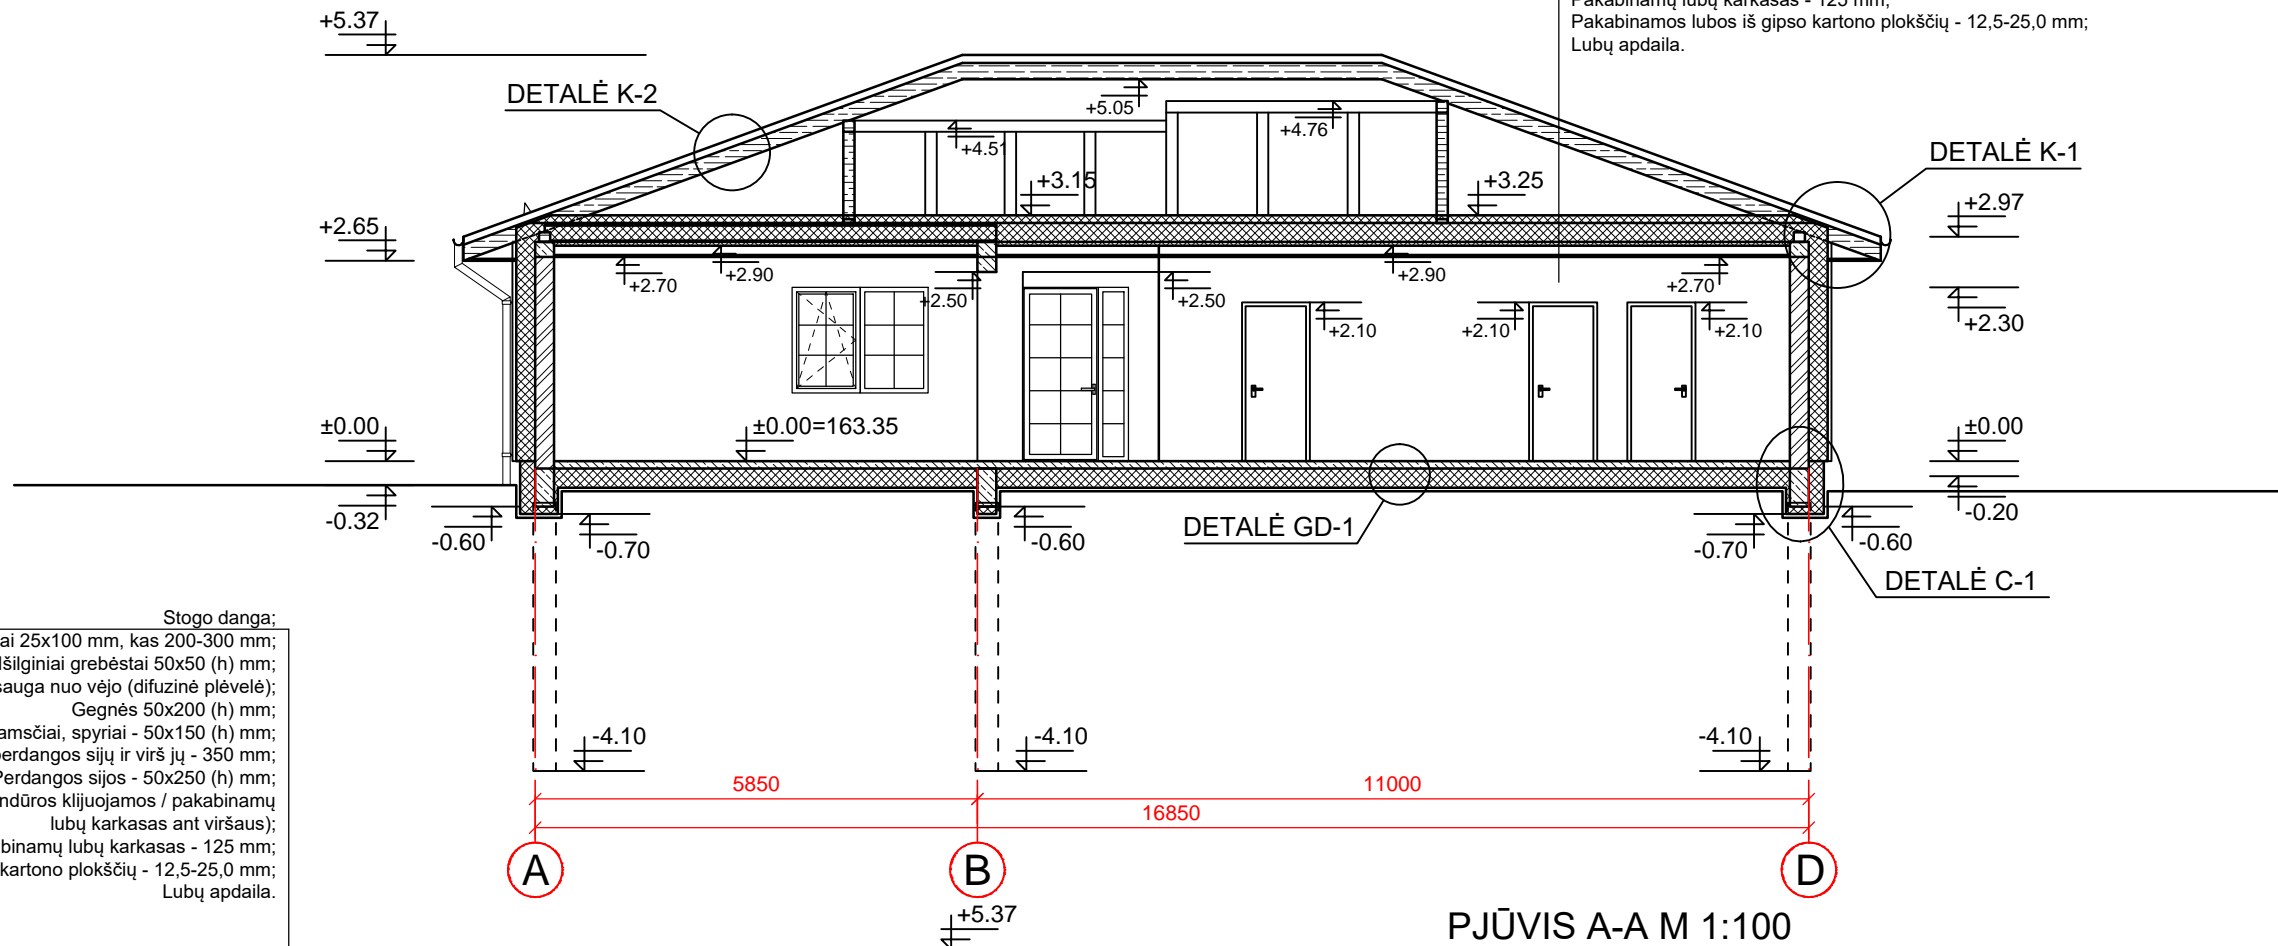 Pakabinamų lubų karkasas - 125 mm;
Pakabinamos lubos iš gipso kartono plokščių - 12,5-25,0 mm;
Lubų apdaila.
+5.37
DETALĖ K-2
+5.05
+4.76
+4.51
DETALĖ K-1
+3.15
+3.25
+2.97
+2.65
+2.70
+2.90
+2.50
+2.50
+2.90
+2.70
+2.30
+2.10
+2.10
+2.10
±0.00
±0.00=163.35
±0.00
-0.32
-0.60
-0.70
-0.60
DETALĖ GD-1
-0.70
-0.60
-0.20
DETALĖ C-1
Stogo danga;
25x100 mm, kas 200-300 mm;
Išilginiai grebėstai 50x50 (h) mm;
nuo vėjo (difuzinė plėvelė);
Gegnės 50x200 (h) mm;
spyriai - 50x150 (h) mm;
perdangos sijų ir virš jų - 350 mm;
Perdangos sijos - 50x250 (h) mm;
klijuojamos / pakabinamų
lubų karkasas ant viršaus);
lubų karkasas - 125 mm;
kartono plokščių - 12,5-25,0 mm;
Lubų apdaila.
-4.10
-4.10
-4.10
5850
11000
16850
A
B
D
+5.37
PJŪVIS A-A M 1:100